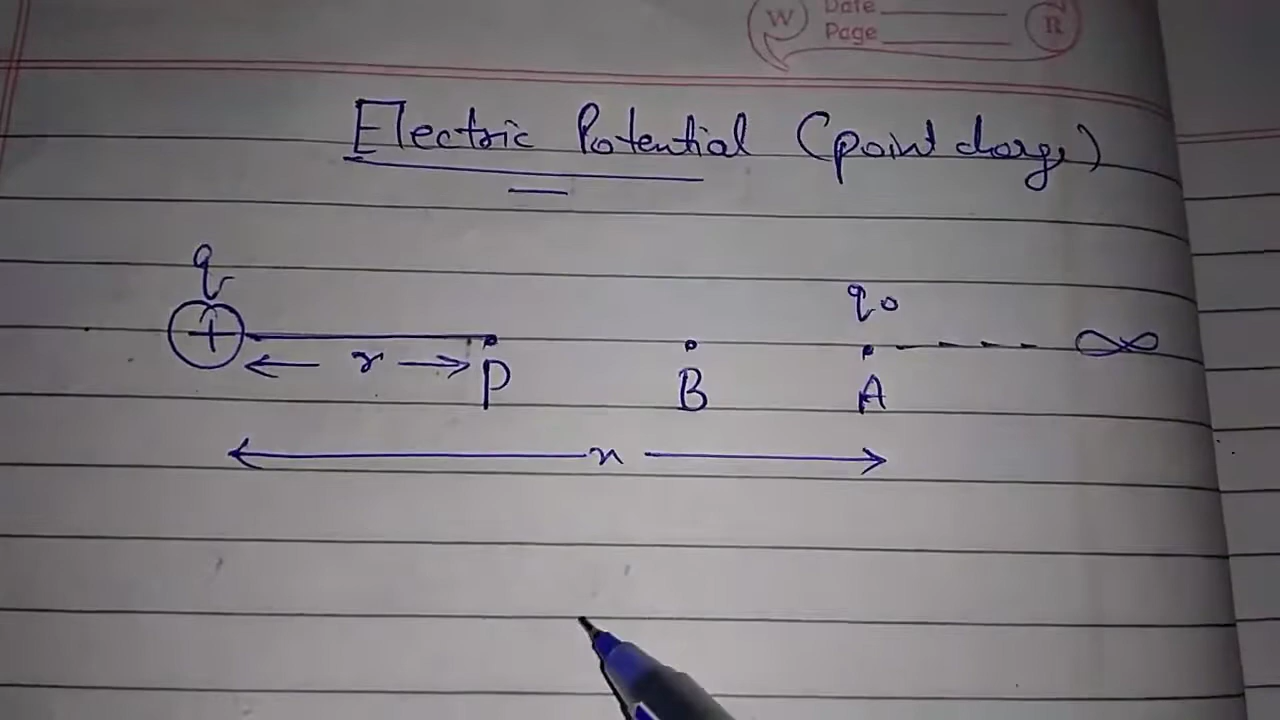 W Date R
Page
Electric Potential (point charge)
q
q₀
+ ∞
r P B A
x